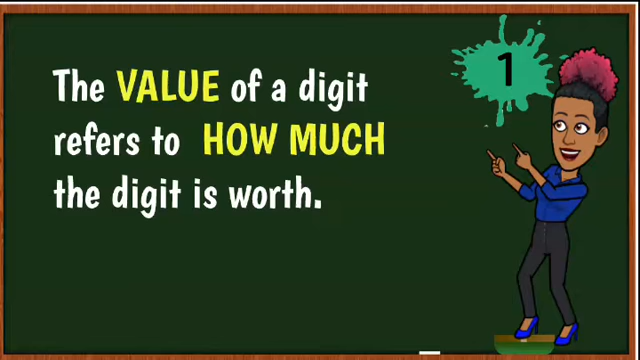 The VALUE of a digit
refers to HOW MUCH
the digit is worth.
1